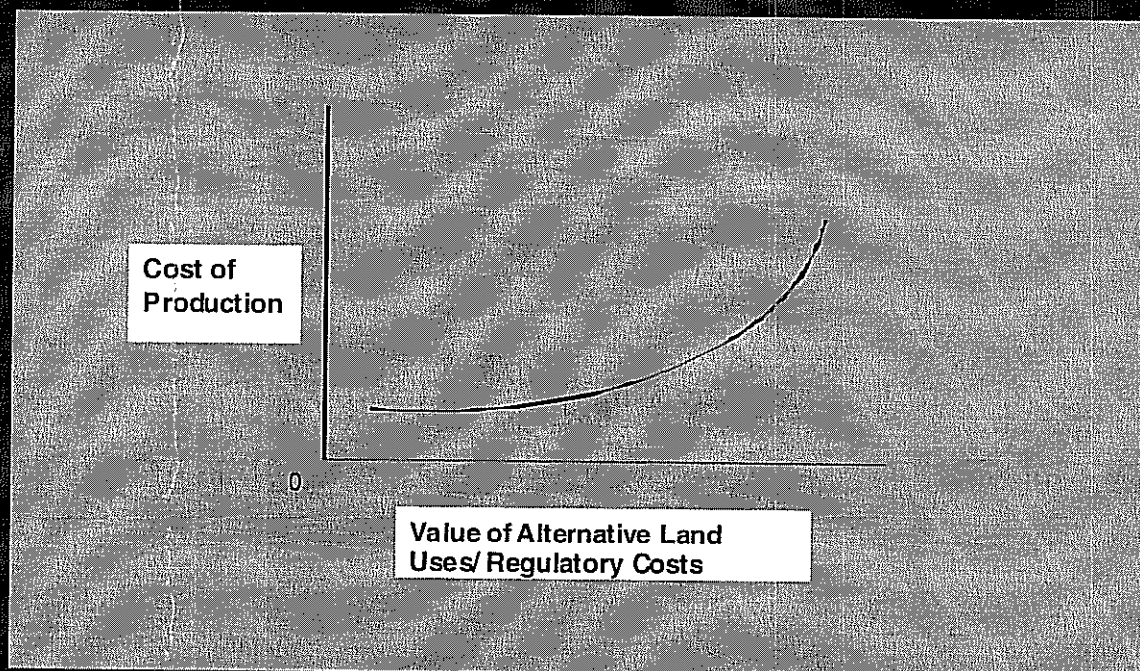 Cost of
Production
0
Value of Alternative Land
Uses/ Regulatory Costs